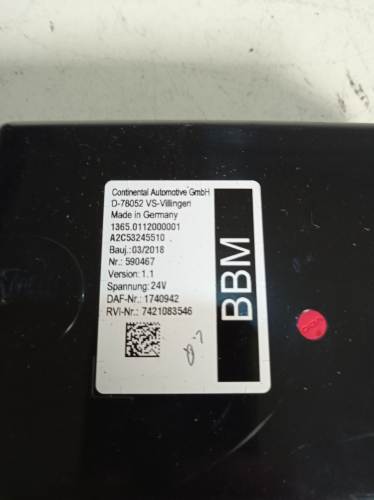 Continental Automotive GmbH
D-78052 VS-Villingen
Made in Germany
1365.0112000001
A2C53245510
Bauj.:03/2018
Nr.: 590467
Version: 1.1
Spannung: 24V
DAF-Nr.: 1740942
RVI-Nr.: 7421083546
BBM